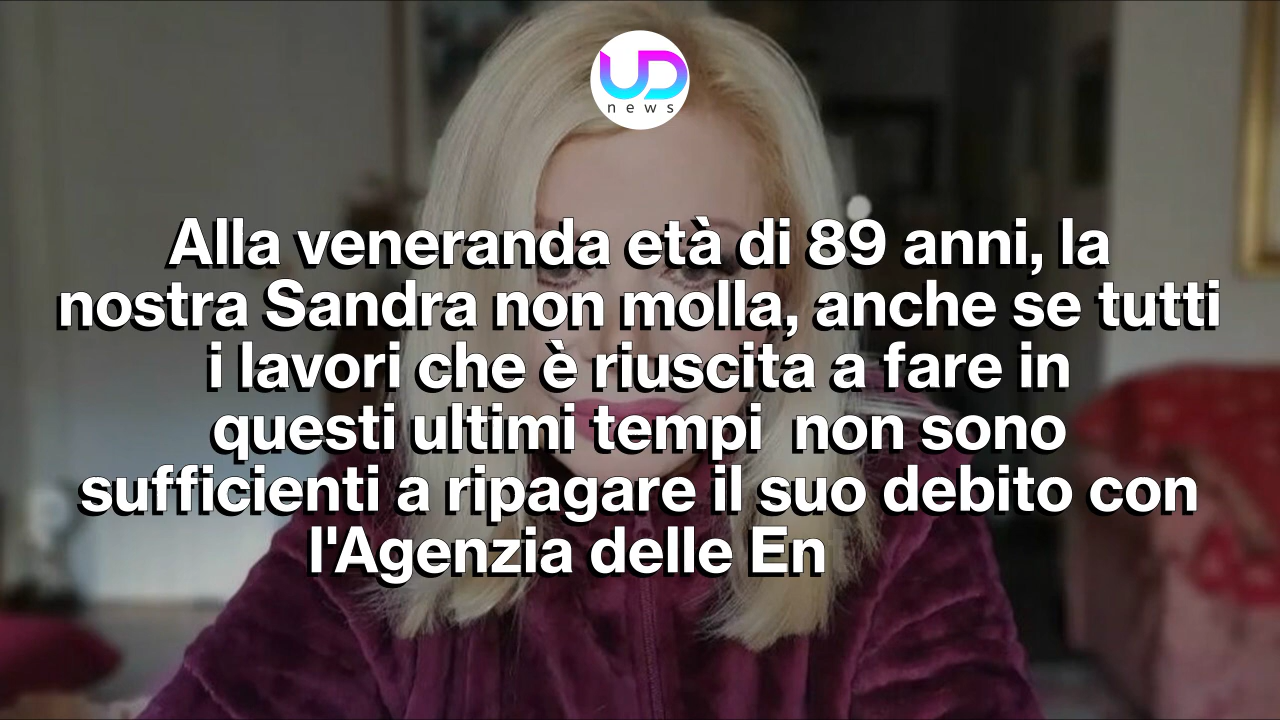 UD
news
Alla veneranda età di 89 anni, la
nostra Sandra non molla, anche se tutti
i lavori che è riuscita a fare in
questi ultimi tempi  non sono
sufficienti a ripagare il suo debito con
l'Agenzia delle En